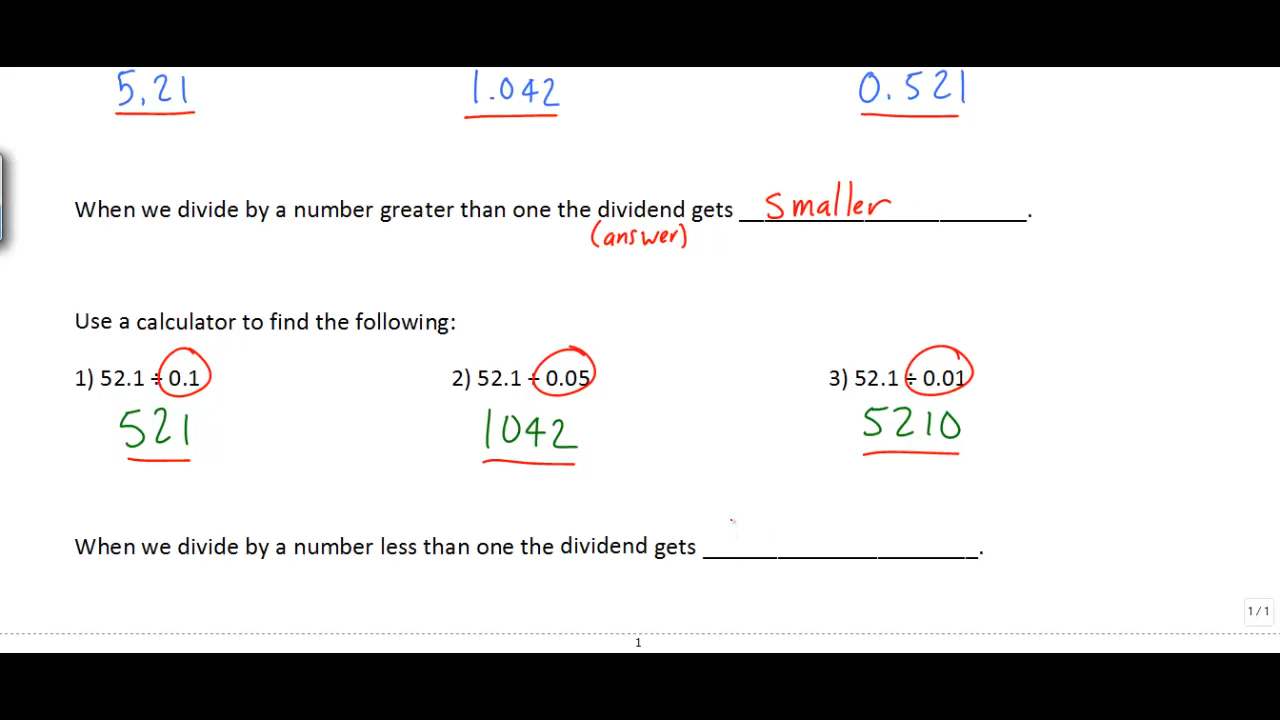 5.21 1.042 0.521
When we divide by a number greater than one the dividend gets smaller.
(answer)
Use a calculator to find the following:
1) 52.1 ÷ 0.1 2) 52.1 ÷ 0.05 3) 52.1 ÷ 0.01
521 1042 5210
When we divide by a number less than one the dividend gets ____________________.
1 / 1
1